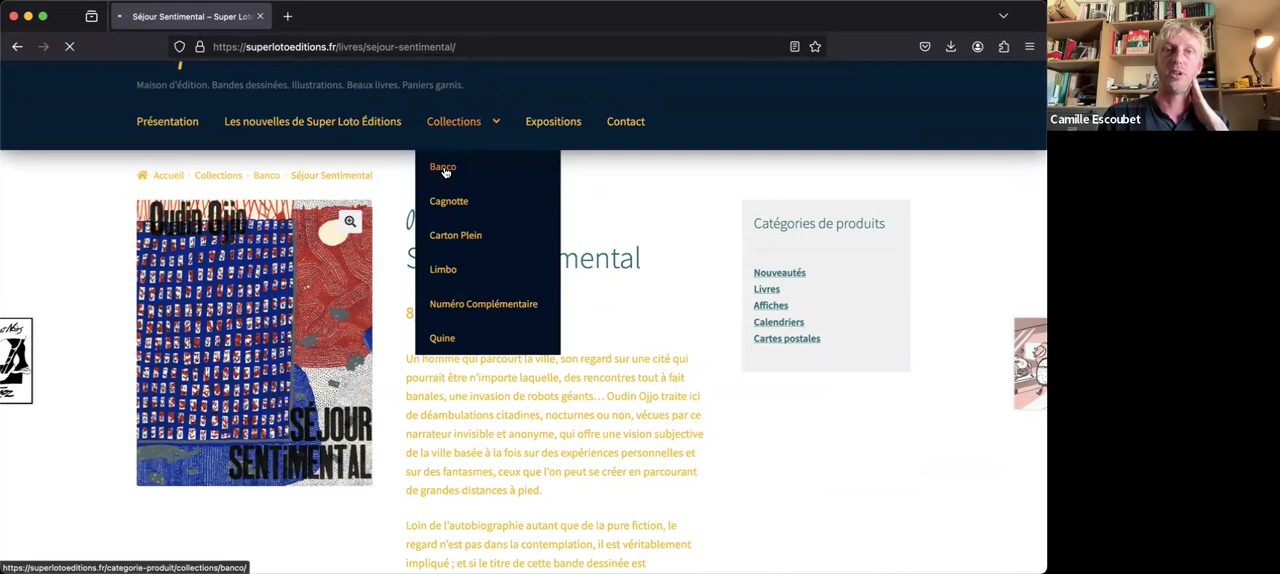 Séjour Sentimental – Super Lot
https://superlotoeditions.fr/livres/sejour-sentimental/
Camille Escoubet
Maison d'édition. Bandes dessinées. Illustrations. Beaux livres. Paniers garnis.
Présentation
Les nouvelles de Super Loto Éditions
Collections
Expositions
Contact
Banco
Cagnotte
Carton Plein
Limbo
Numéro Complémentaire
Quine
Accueil
Collections
Banco
Séjour Sentimental
Oudin Ojjo
SÉJOUR
SENTiMENTAL
mental
8
Un homme qui parcourt la ville, son regard sur une cité qui
pourrait être n'importe laquelle, des rencontres tout à fait
banales, une invasion de robots géants… Oudin Ojjo traite ici
de déambulations citadines, nocturnes ou non, vécues par ce
narrateur invisible et anonyme, qui offre une vision subjective
de la ville basée à la fois sur des expériences personnelles et
sur des fantasmes, ceux que l'on peut se créer en parcourant
de grandes distances à pied.
Loin de l'autobiographie autant que de la pure fiction, le
regard n'est pas dans la contemplation, il est véritablement
impliqué ; et si le titre de cette bande dessinée est
Catégories de produits
Nouveautés
Livres
Affiches
Calendriers
Cartes postales
https://superlotoeditions.fr/categorie-produit/collections/banco/